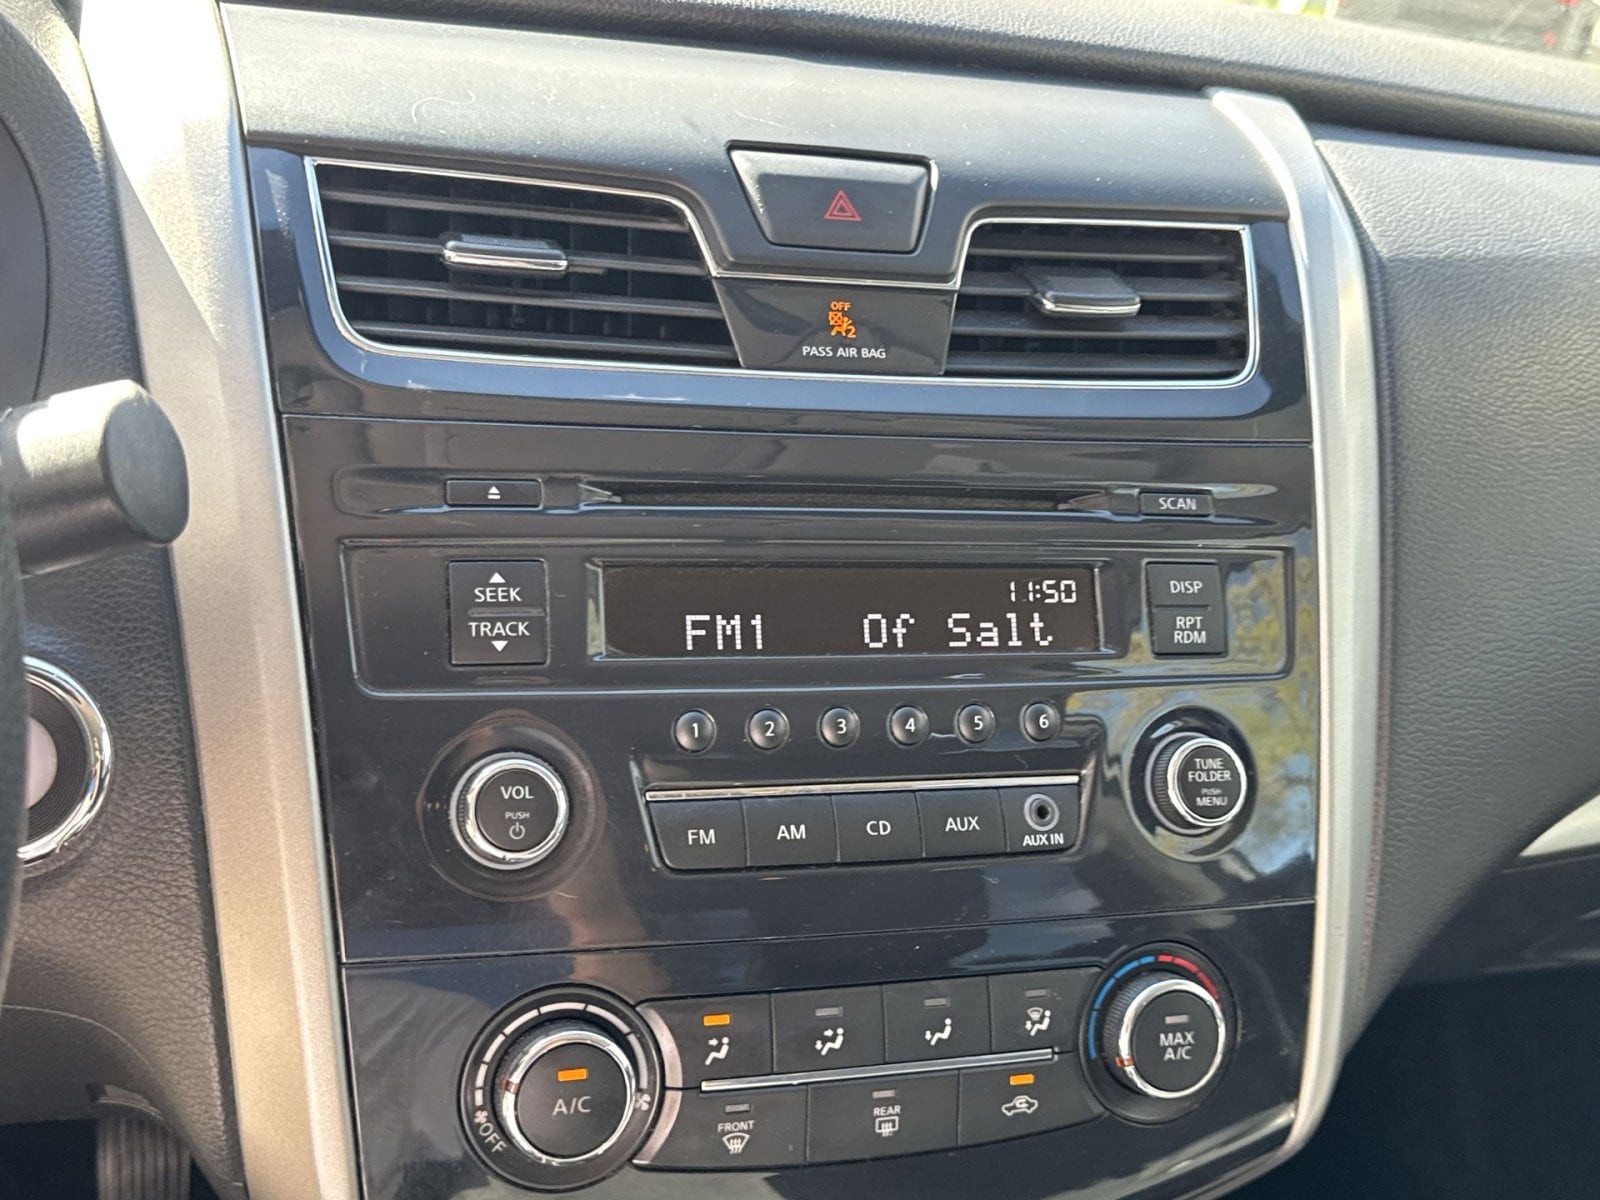 OFF
2
PASS AIR BAG
SCAN
SEEK
TRACK
11:50
FM1 Of Salt
DISP
RPT
RDM
1 2 3 4 5 6
VOL
PUSH
TUNE
FOLDER
PUSH
MENU
FM AM CD AUX
AUX IN
A/C
OFF
MAX
A/C
FRONT
REAR